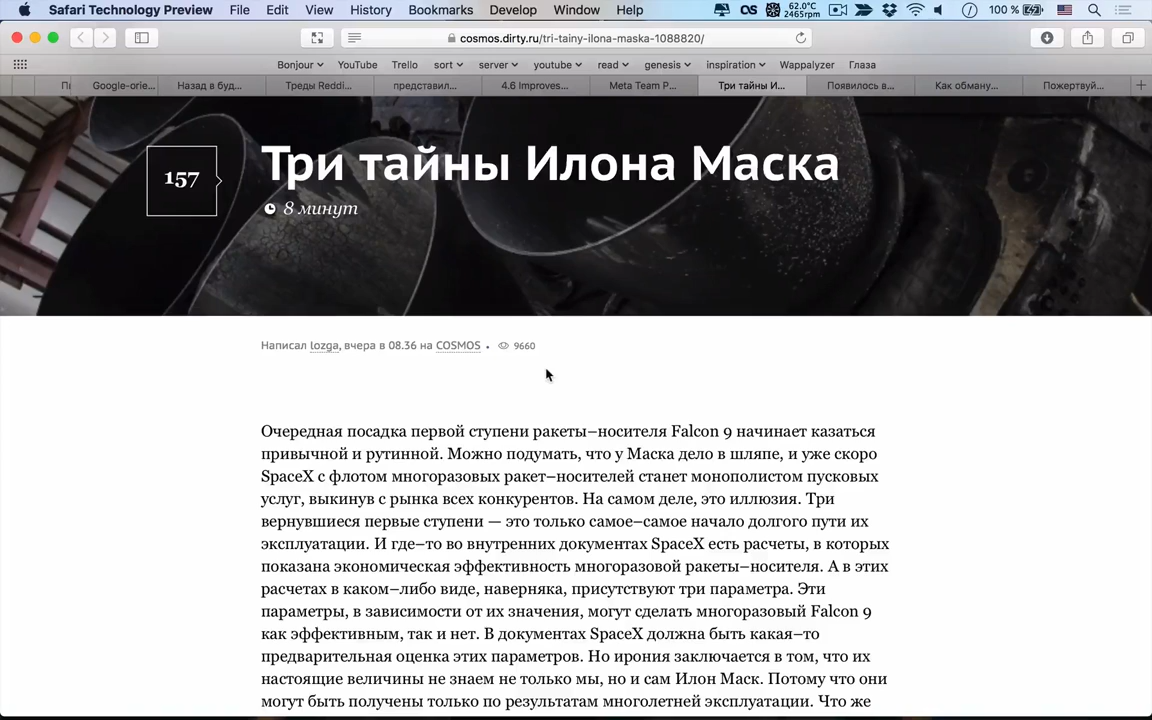 Safari Technology Preview File Edit View History Bookmarks Develop Window Help
62.0°C
2465rpm
100 %
cosmos.dirty.ru/tri-tainy-ilona-maska-1088820/
Bonjour YouTube Trello sort server youtube read genesis inspiration Wappalyzer Глаза
Google-orie... Назад в буд... Треды Reddi... представил... 4.6 Improves... Meta Team P... Три тайны И... Появилось в... Как обману... Пожертвуй...
157
Три тайны Илона Маска
8 минут
Написал lozga, вчера в 08.36 на COSMOS • 9660
Очередная посадка первой ступени ракеты–носителя Falcon 9 начинает казаться
привычной и рутинной. Можно подумать, что у Маска дело в шляпе, и уже скоро
SpaceX с флотом многоразовых ракет–носителей станет монополистом пусковых
услуг, выкинув с рынка всех конкурентов. На самом деле, это иллюзия. Три
вернувшиеся первые ступени — это только самое–самое начало долгого пути их
эксплуатации. И где–то во внутренних документах SpaceX есть расчеты, в которых
показана экономическая эффективность многоразовой ракеты–носителя. А в этих
расчетах в каком–либо виде, наверняка, присутствуют три параметра. Эти
параметры, в зависимости от их значения, могут сделать многоразовый Falcon 9
как эффективным, так и нет. В документах SpaceX должна быть какая–то
предварительная оценка этих параметров. Но ирония заключается в том, что их
настоящие величины не знаем не только мы, но и сам Илон Маск. Потому что они
могут быть получены только по результатам многолетней эксплуатации. Что же